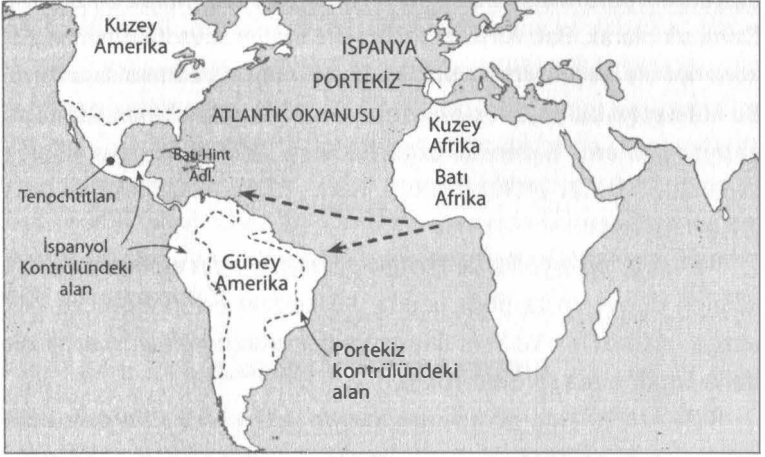 Kuzey
Amerika
İSPANYA
PORTEKİZ
ATLANTİK OKYANUSU
Kuzey
Afrika
Batı
Afrika
Batı Hint
Adl.
Tenochtitlan
İspanyol
Kontrülündeki
alan
Güney
Amerika
Portekiz
kontrülündeki
alan